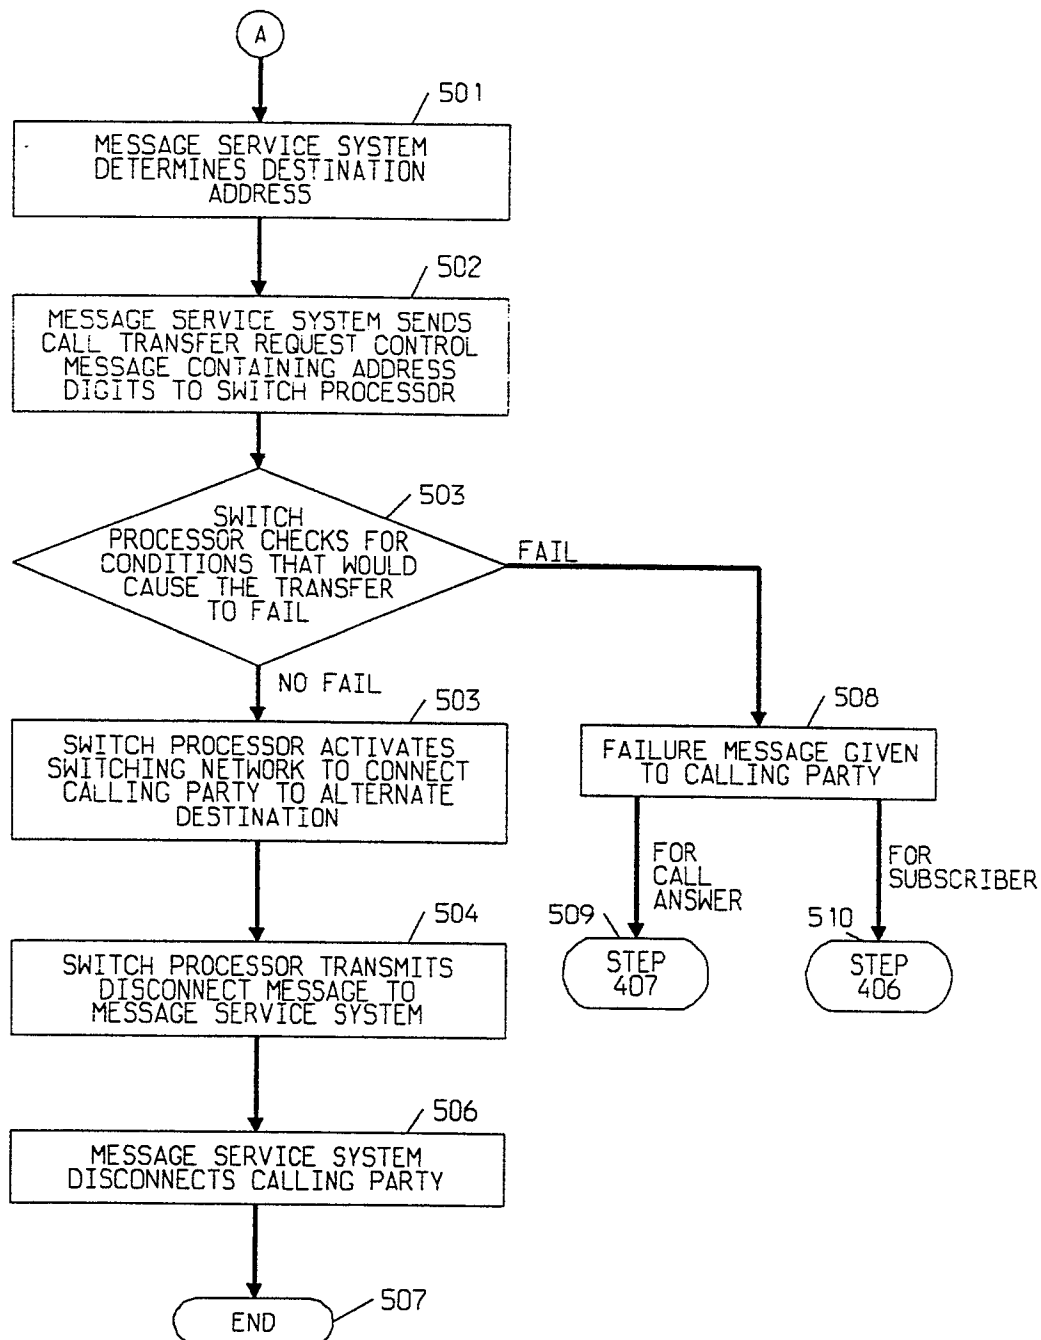 A
501
MESSAGE SERVICE SYSTEM
DETERMINES DESTINATION
ADDRESS
502
MESSAGE SERVICE SYSTEM SENDS
CALL TRANSFER REQUEST CONTROL
MESSAGE CONTAINING ADDRESS
DIGITS TO SWITCH PROCESSOR
503
SWITCH
PROCESSOR CHECKS FOR
CONDITIONS THAT WOULD
CAUSE THE TRANSFER
TO FAIL
FAIL
NO FAIL
503
SWITCH PROCESSOR ACTIVATES
SWITCHING NETWORK TO CONNECT
CALLING PARTY TO ALTERNATE
DESTINATION
508
FAILURE MESSAGE GIVEN
TO CALLING PARTY
FOR
CALL
ANSWER
FOR
SUBSCRIBER
509
STEP
407
510
STEP
406
504
SWITCH PROCESSOR TRANSMITS
DISCONNECT MESSAGE TO
MESSAGE SERVICE SYSTEM
506
MESSAGE SERVICE SYSTEM
DISCONNECTS CALLING PARTY
507
END